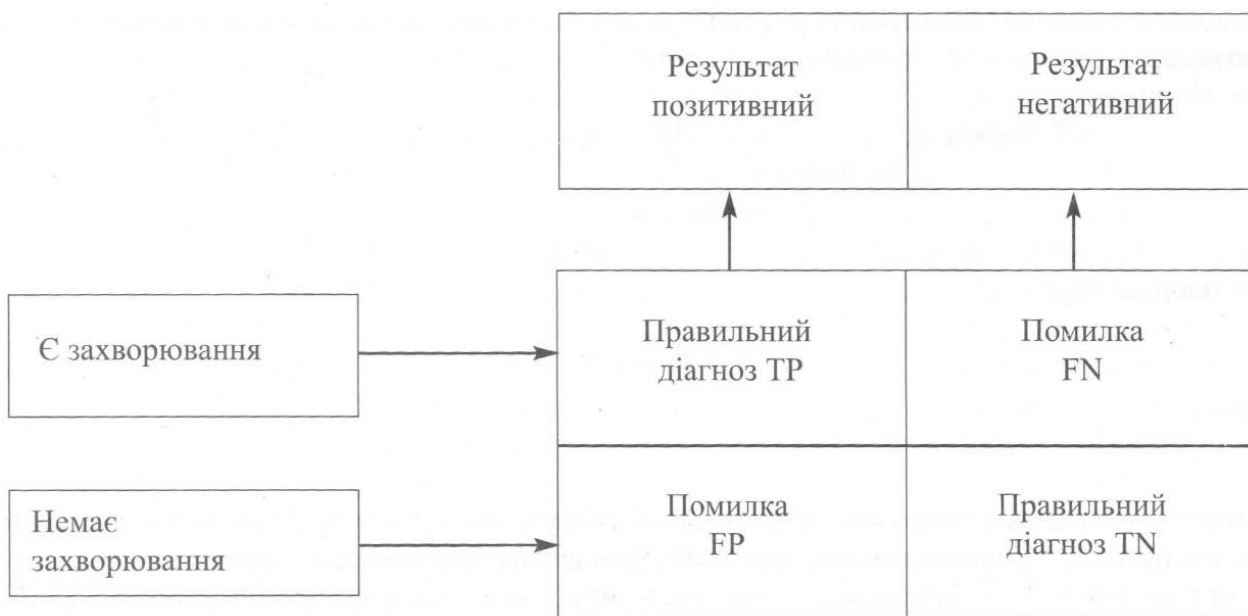 Результат
позитивний
Результат
негативний
Є захворювання
Правильний
діагноз TP
Помилка
FN
Немає
захворювання
Помилка
FP
Правильний
діагноз TN